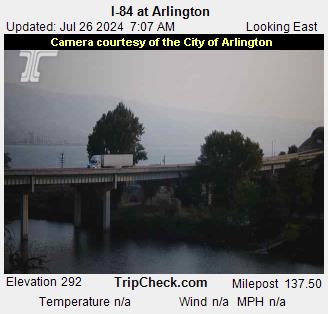 I-84 at Arlington
Updated: Jul 26 2024 7:07 AM Looking East
Camera courtesy of the City of Arlington
Elevation 292 TripCheck.com Milepost 137.50
Temperature n/a Wind n/a MPH n/a